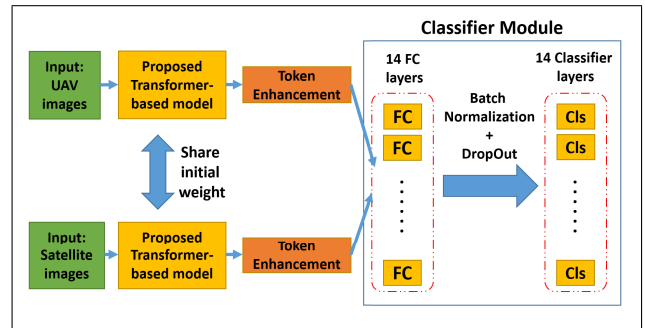 Classifier Module
Input:
UAV
images
Proposed
Transformer-
based model
Token
Enhancement
14 FC
layers
14 Classifier
layers
FC
FC
FC
Batch
Normalization
+
DropOut
Cls
Cls
Cls
Share
initial
weight
Input:
Satellite
images
Proposed
Transformer-
based model
Token
Enhancement